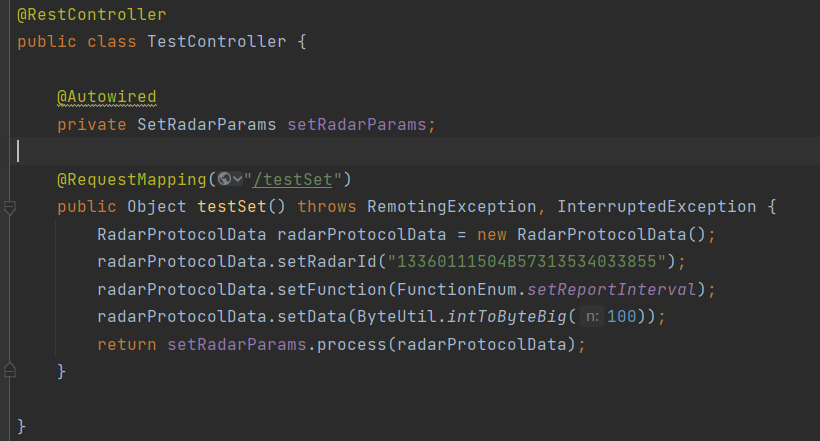 @RestController
public class TestController {
@Autowired
private SetRadarParams setRadarParams;
@RequestMapping("/testSet")
public Object testSet() throws RemotingException, InterruptedException {
RadarProtocolData radarProtocolData = new RadarProtocolData();
radarProtocolData.setRadarId("13360111504B57313534033855");
radarProtocolData.setFunction(FunctionEnum.setReportInterval);
radarProtocolData.setData(ByteUtil.intToByteBig( n: 100));
return setRadarParams.process(radarProtocolData);
}
}